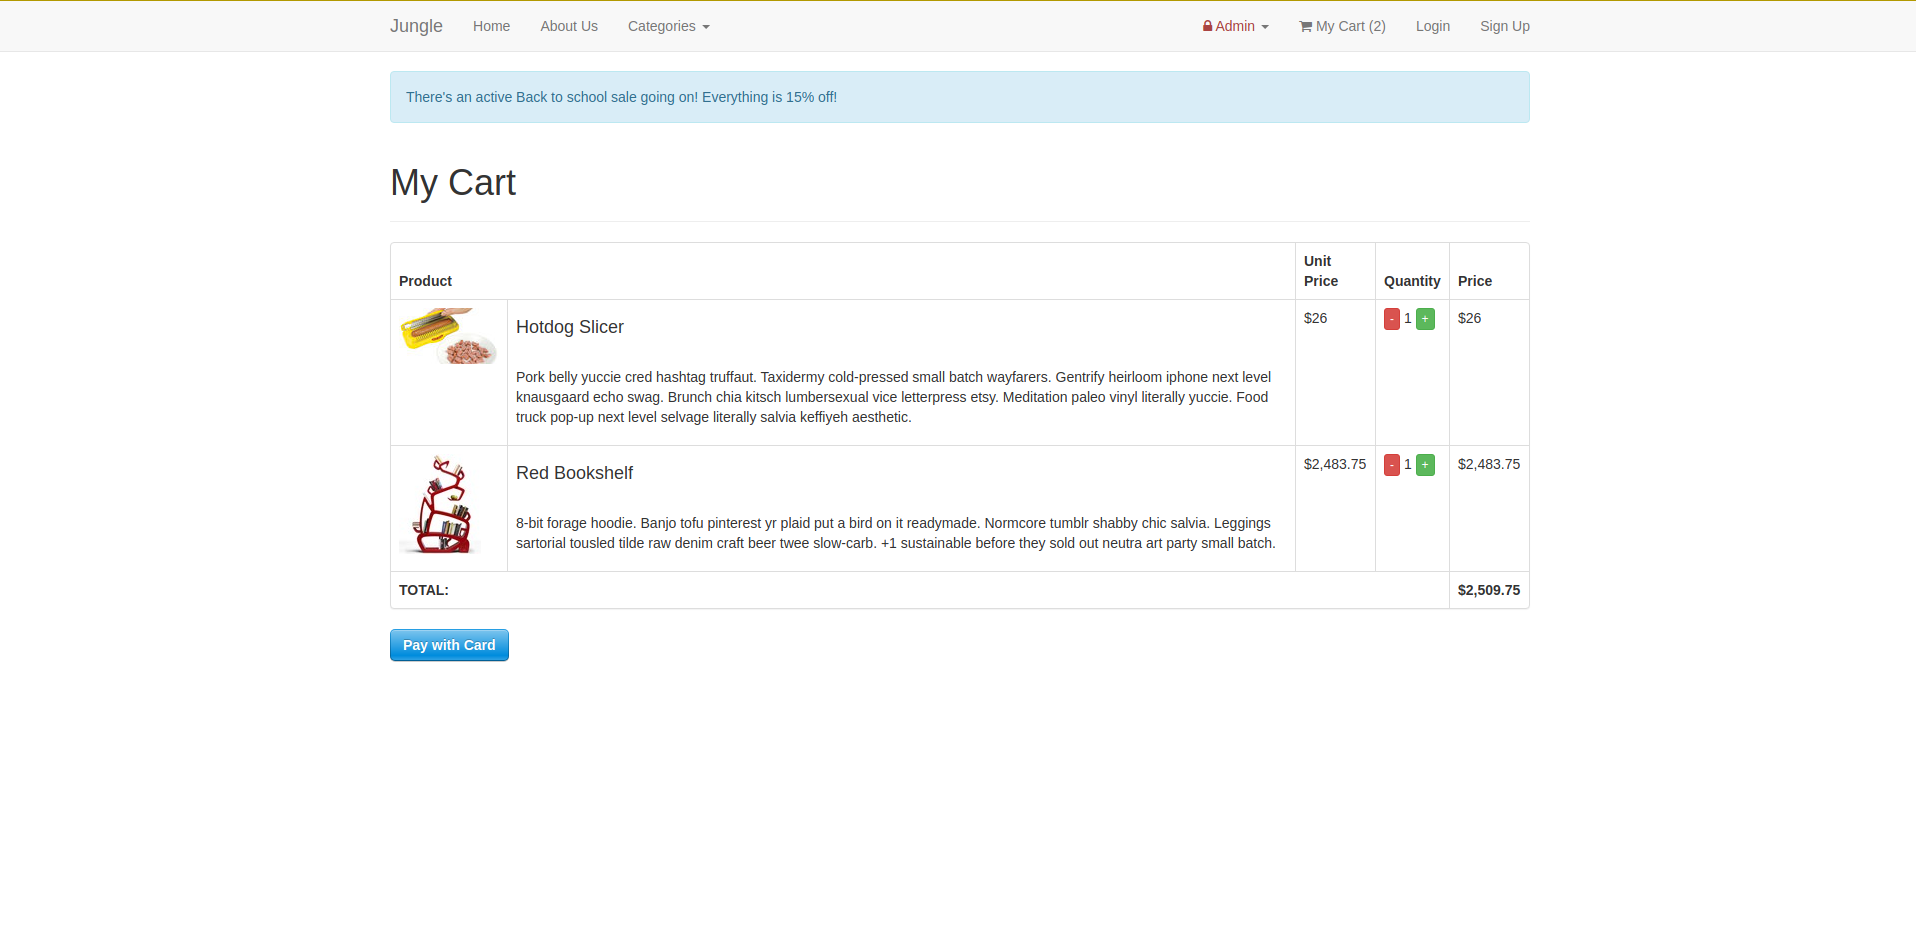 Jungle Home About Us Categories Admin My Cart (2) Login Sign Up
There's an active Back to school sale going on! Everything is 15% off!
My Cart
Product Unit Price Quantity Price
Hotdog Slicer $26 - 1 + $26
Pork belly yuccie cred hashtag truffaut. Taxidermy cold-pressed small batch wayfarers. Gentrify heirloom iphone next level
knausgaard echo swag. Brunch chia kitsch lumbersexual vice letterpress etsy. Meditation paleo vinyl literally yuccie. Food
truck pop-up next level selvage literally salvia keffiyeh aesthetic.
Red Bookshelf $2,483.75 - 1 + $2,483.75
8-bit forage hoodie. Banjo tofu pinterest yr plaid put a bird on it readymade. Normcore tumblr shabby chic salvia. Leggings
sartorial tousled tilde raw denim craft beer twee slow-carb. +1 sustainable before they sold out neutra art party small batch.
TOTAL: $2,509.75
Pay with Card